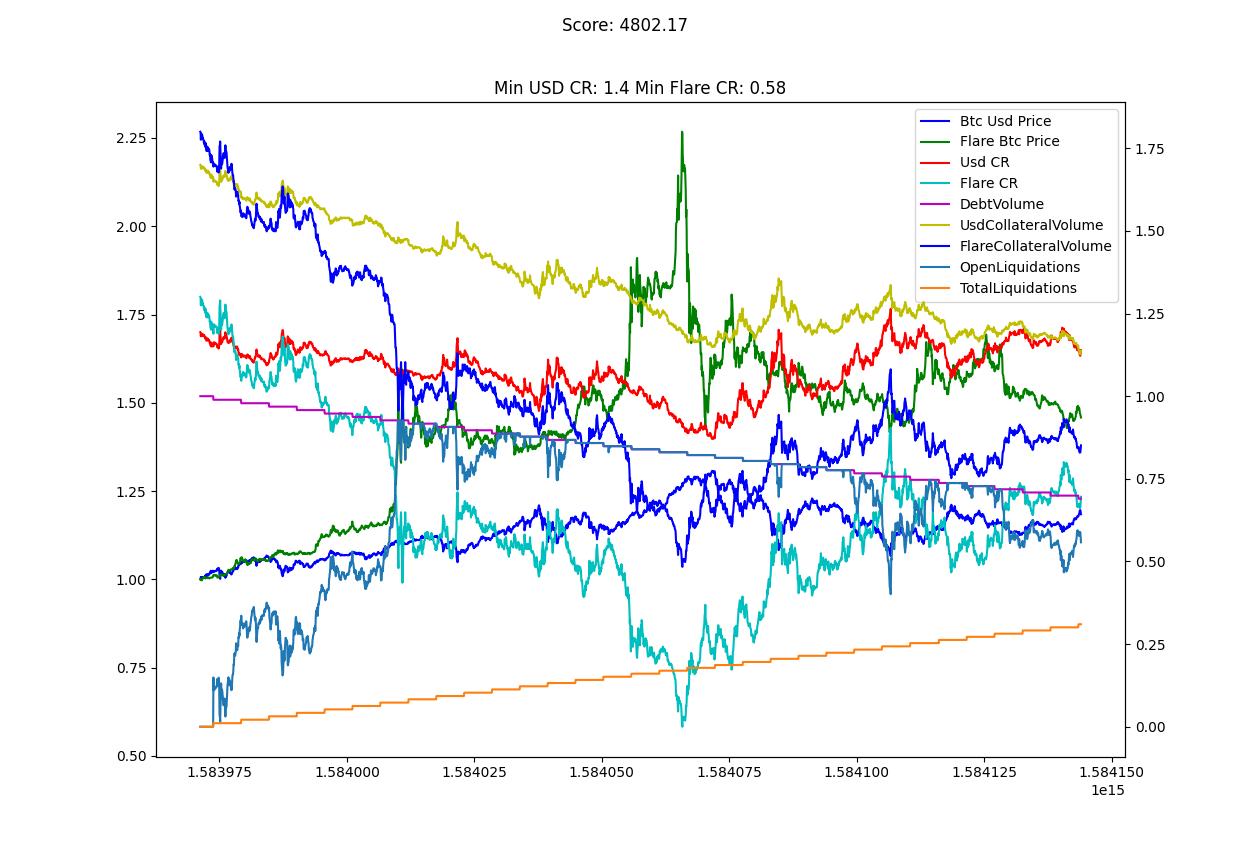 Score: 4802.17
Min USD CR: 1.4 Min Flare CR: 0.58
Btc Usd Price
Flare Btc Price
Usd CR
Flare CR
DebtVolume
UsdCollateralVolume
FlareCollateralVolume
OpenLiquidations
TotalLiquidations
2.25
2.00
1.75
1.50
1.25
1.00
0.75
0.50
1.75
1.50
1.25
1.00
0.75
0.50
0.25
0.00
1.583975 1.584000 1.584025 1.584050 1.584075 1.584100 1.584125 1.584150
1e15